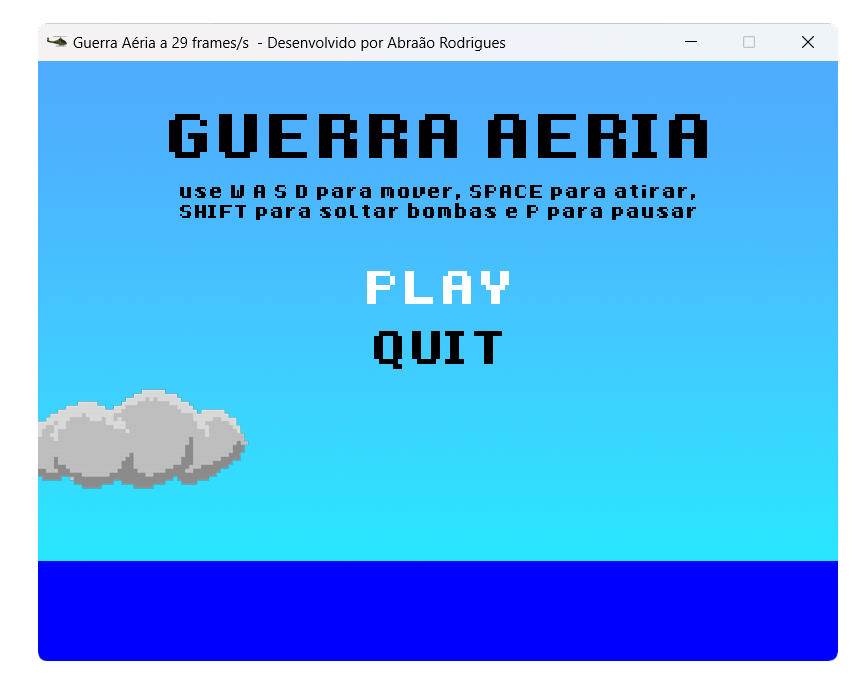 Guerra Aéria a 29 frames/s - Desenvolvido por Abraão Rodrigues
GUERRA AERIA
use W A S D para mover, SPACE para atirar,
SHIFT para soltar bombas e P para pausar
PLAY
QUIT